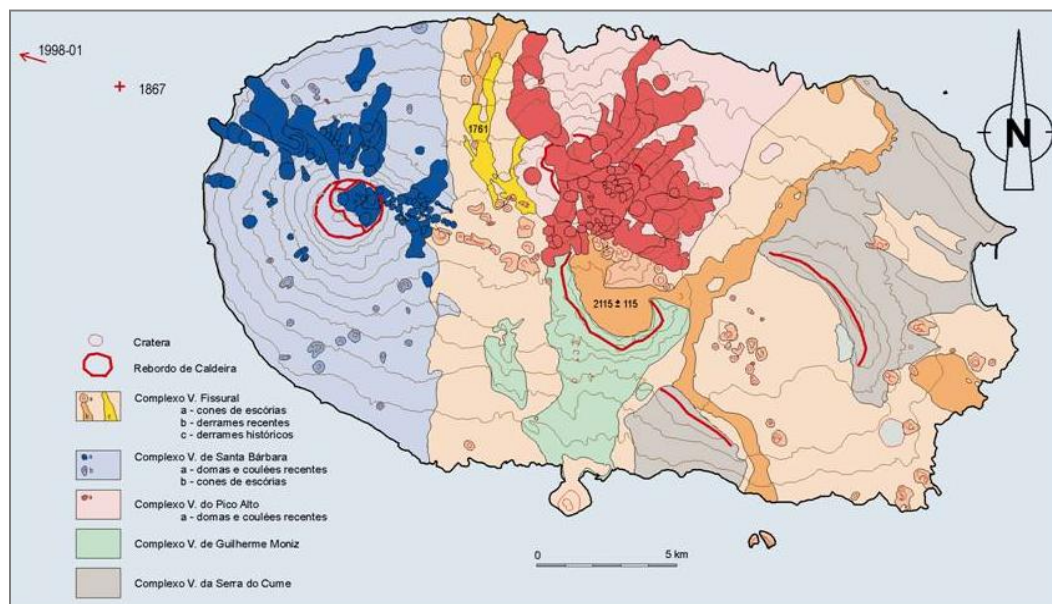 1998-01
1867
1761
N
2115 ± 115
Cratera
Rebordo de Caldeira
Complexo V. Fissural
a - cones de escórias
b - derrames recentes
c - derrames históricos
Complexo V. de Santa Bárbara
a - domas e coulées recentes
b - cones de escórias
Complexo V. do Pico Alto
a - domas e coulées recentes
Complexo V. de Guilherme Moniz
Complexo V. da Serra do Cume
0 5 km